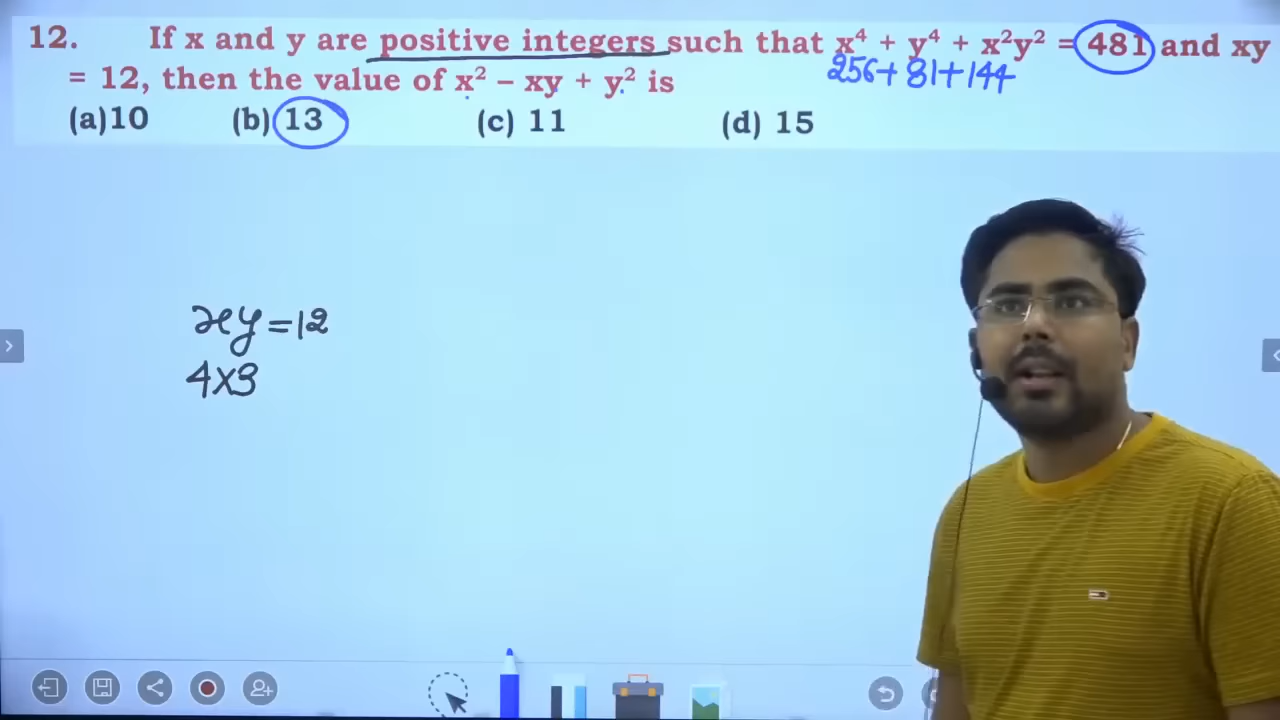 12. If x and y are positive integers such that x⁴ + y⁴ + x²y² = 481 and xy
256+81+144
= 12, then the value of x² – xy + y² is
(a)10 (b) 13 (c) 11 (d) 15
xy=12
4×3